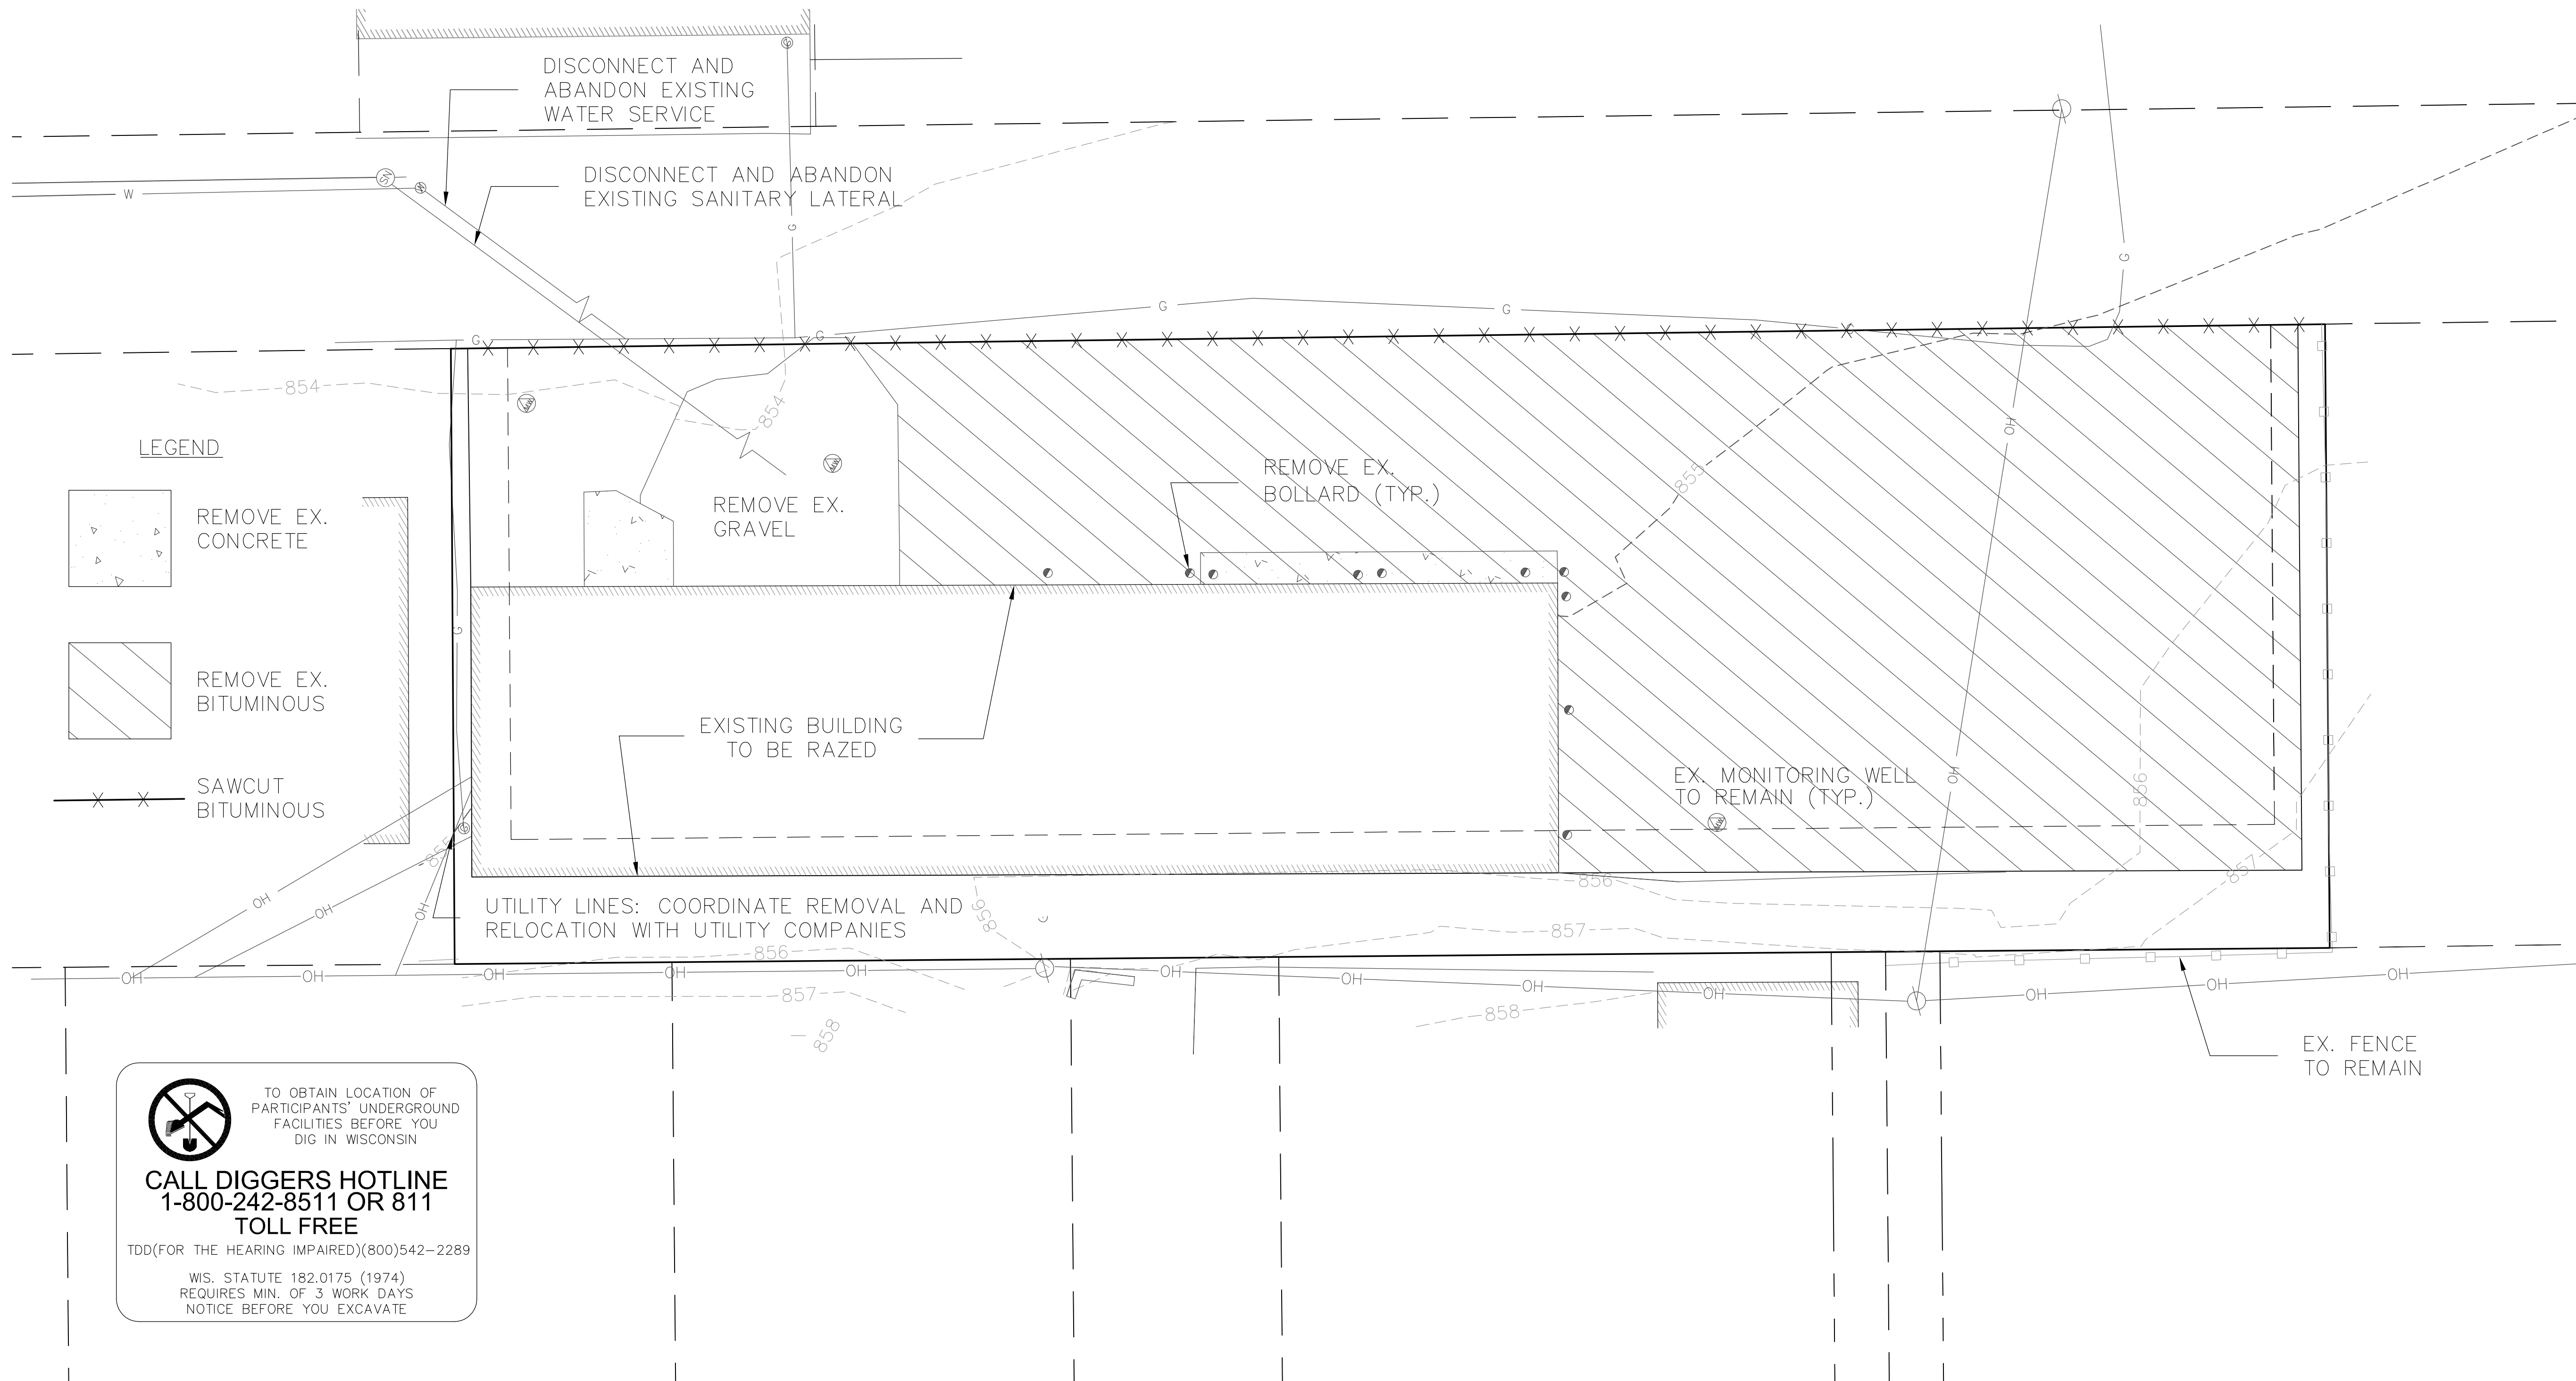 DISCONNECT AND
ABANDON EXISTING
WATER SERVICE
DISCONNECT AND ABANDON
EXISTING SANITARY LATERAL
SN
W
W
G
G
G
G
G
G
G
G
854
854
LEGEND
REMOVE EX.
CONCRETE
REMOVE EX.
BITUMINOUS
SAWCUT
BITUMINOUS
MW
MW
REMOVE EX.
GRAVEL
REMOVE EX.
BOLLARD (TYP.)
855
OH
OH
EXISTING BUILDING
TO BE RAZED
EX. MONITORING WELL
TO REMAIN (TYP.)
MW
856
857
856
G
855
OH
OH
OH
UTILITY LINES: COORDINATE REMOVAL AND
RELOCATION WITH UTILITY COMPANIES
856
856
857
857
858
858
OH
OH
OH
OH
OH
OH
OH
OH
OH
OH
OH
OH
EX. FENCE
TO REMAIN
TO OBTAIN LOCATION OF
PARTICIPANTS' UNDERGROUND
FACILITIES BEFORE YOU
DIG IN WISCONSIN
CALL DIGGERS HOTLINE
1-800-242-8511 OR 811
TOLL FREE
TDD(FOR THE HEARING IMPAIRED)(800)542-2289
WIS. STATUTE 182.0175 (1974)
REQUIRES MIN. OF 3 WORK DAYS
NOTICE BEFORE YOU EXCAVATE